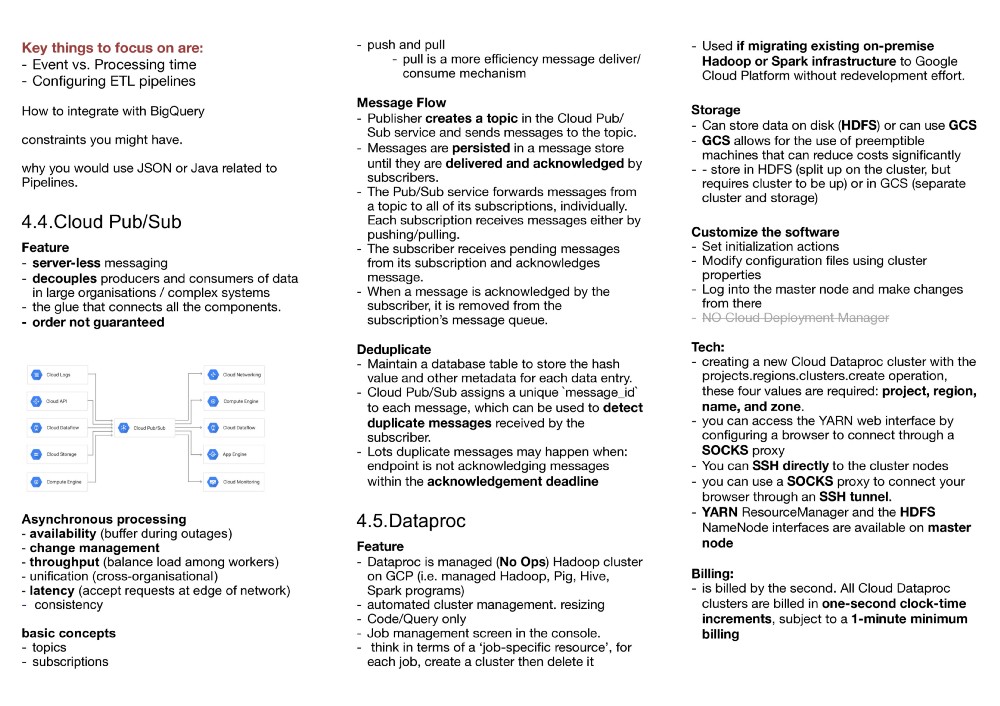 Key things to focus on are:
- Event vs. Processing time
- Configuring ETL pipelines
How to integrate with BigQuery
constraints you might have.
why you would use JSON or Java related to
Pipelines.
4.4.Cloud Pub/Sub
Feature
- server-less messaging
- decouples producers and consumers of data
in large organisations / complex systems
- the glue that connects all the components.
- order not guaranteed
Cloud Logs
Cloud API
Cloud Dataflow
Cloud Storage
Compute Engine
Cloud Pub/Sub
Cloud Networking
Compute Engine
Cloud Dataflow
App Engine
Cloud Monitoring
Asynchronous processing
- availability (buffer during outages)
- change management
- throughput (balance load among workers)
- unification (cross-organisational)
- latency (accept requests at edge of network)
- consistency
basic concepts
- topics
- subscriptions
- push and pull
- pull is a more efficiency message deliver/
consume mechanism
Message Flow
- Publisher creates a topic in the Cloud Pub/
Sub service and sends messages to the topic.
- Messages are persisted in a message store
until they are delivered and acknowledged by
subscribers.
- The Pub/Sub service forwards messages from
a topic to all of its subscriptions, individually.
Each subscription receives messages either by
pushing/pulling.
- The subscriber receives pending messages
from its subscription and acknowledges
message.
- When a message is acknowledged by the
subscriber, it is removed from the
subscription's message queue.
Deduplicate
- Maintain a database table to store the hash
value and other metadata for each data entry.
- Cloud Pub/Sub assigns a unique `message_id`
to each message, which can be used to detect
duplicate messages received by the
subscriber.
- Lots duplicate messages may happen when:
endpoint is not acknowledging messages
within the acknowledgement deadline
4.5.Dataproc
Feature
- Dataproc is managed (No Ops) Hadoop cluster
on GCP (i.e. managed Hadoop, Pig, Hive,
Spark programs)
- automated cluster management. resizing
- Code/Query only
- Job management screen in the console.
- think in terms of a 'job-specific resource', for
each job, create a cluster then delete it
- Used if migrating existing on-premise
Hadoop or Spark infrastructure to Google
Cloud Platform without redevelopment effort.
Storage
- Can store data on disk (HDFS) or can use GCS
- GCS allows for the use of preemptible
machines that can reduce costs significantly
- - store in HDFS (split up on the cluster, but
requires cluster to be up) or in GCS (separate
cluster and storage)
Customize the software
- Set initialization actions
- Modify configuration files using cluster
properties
- Log into the master node and make changes
from there
- NO Cloud Deployment Manager
Tech:
- creating a new Cloud Dataproc cluster with the
projects.regions.clusters.create operation,
these four values are required: project, region,
name, and zone.
- you can access the YARN web interface by
configuring a browser to connect through a
SOCKS proxy
- You can SSH directly to the cluster nodes
- you can use a SOCKS proxy to connect your
browser through an SSH tunnel.
- YARN ResourceManager and the HDFS
NameNode interfaces are available on master
node
Billing:
- is billed by the second. All Cloud Dataproc
clusters are billed in one-second clock-time
increments, subject to a 1-minute minimum
billing